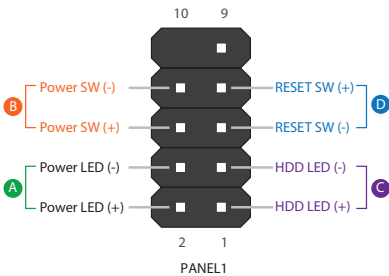 10 9
Power SW (-) RESET SW (+)
B D
Power SW (+) RESET SW (-)
Power LED (-) HDD LED (-)
A C
Power LED (+) HDD LED (+)
2 1
PANEL1